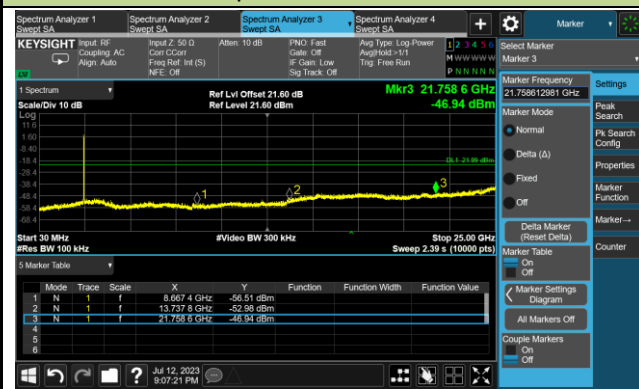 Spectrum Analyzer 1
Swept SA
Spectrum Analyzer 2
Swept SA
Spectrum Analyzer 3
Swept SA
Spectrum Analyzer 4
Swept SA
+
Marker
KEYSIGHT
Input: RF
Coupling: AC
Align: Auto
Input Z: 50 Ω
Corr CCorr
Freq Ref: Int (S)
NFE: Off
Atten: 10 dB
PNO: Fast
Gate: Off
IF Gain: Low
Sig Track: Off
Avg Type: Log-Power
Avg|Hold:>1/1
Trig: Free Run
1 2 3 4 5 6
M W W W W W
P N N N N N
LXI
Select Marker
Marker 3
Marker Frequency
21.758612981 GHz
Settings
Peak
Search
Pk Search
Config
Properties
Marker
Function
Marker→
Counter
Marker Mode
Normal
Delta (Δ)
Fixed
Off
Delta Marker
(Reset Delta)
Marker Table
On
Off
Marker Settings
Diagram
All Markers Off
Couple Markers
On
Off
1 Spectrum
Scale/Div 10 dB
Ref Lvl Offset 21.60 dB
Ref Level 21.60 dBm
Mkr3 21.758 6 GHz
-46.94 dBm
Log
11.6
1.60
-8.40
-18.4
-28.4
-38.4
-48.4
-58.4
-68.4
DL1 -21.89 dBm
1
2
3
Start 30 MHz
#Res BW 100 kHz
#Video BW 300 kHz
Stop 25.00 GHz
Sweep 2.39 s (10000 pts)
5 Marker Table
Mode Trace Scale X Y Function Function Width Function Value
1 N 1 f 8.667 4 GHz -56.51 dBm
2 N 1 f 13.737 8 GHz -52.98 dBm
3 N 1 f 21.758 6 GHz -46.94 dBm
4
5
6
?
Jul 12, 2023
9:07:21 PM